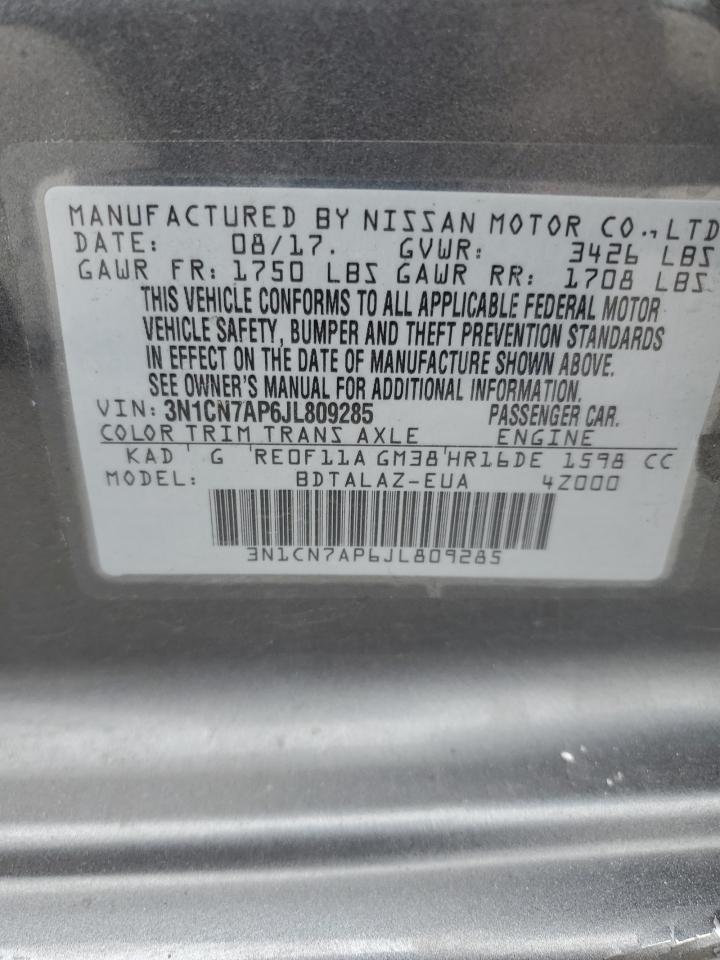 MANUFACTURED BY NISSAN MOTOR CO., LTD
DATE: 08/17. GVWR: 3426 LBS
GAWR FR: 1750 LBS GAWR RR: 1708 LBS
THIS VEHICLE CONFORMS TO ALL APPLICABLE FEDERAL MOTOR
VEHICLE SAFETY, BUMPER AND THEFT PREVENTION STANDARDS
IN EFFECT ON THE DATE OF MANUFACTURE SHOWN ABOVE.
SEE OWNER'S MANUAL FOR ADDITIONAL INFORMATION.
VIN: 3N1CN7AP6JL809285 PASSENGER CAR.
COLOR TRIM TRANS AXLE ENGINE
KAD G RE0F11A GM38 HR16DE 1598 CC
MODEL: BDTALAZ-EUA 4Z000
3N1CN7AP6JL809285